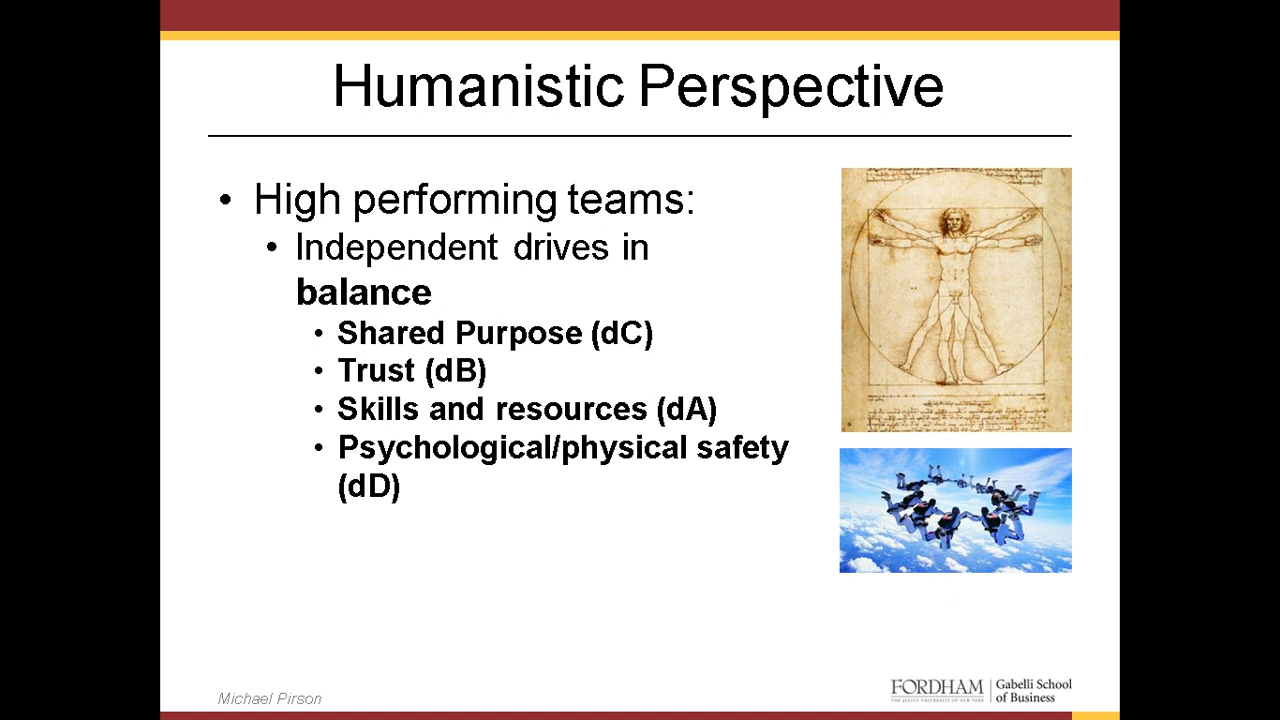 Humanistic Perspective
• High performing teams:
• Independent drives in
balance
• Shared Purpose (dC)
• Trust (dB)
• Skills and resources (dA)
• Psychological/physical safety
(dD)
Michael Pirson
FORDHAM
Gabelli School
of Business